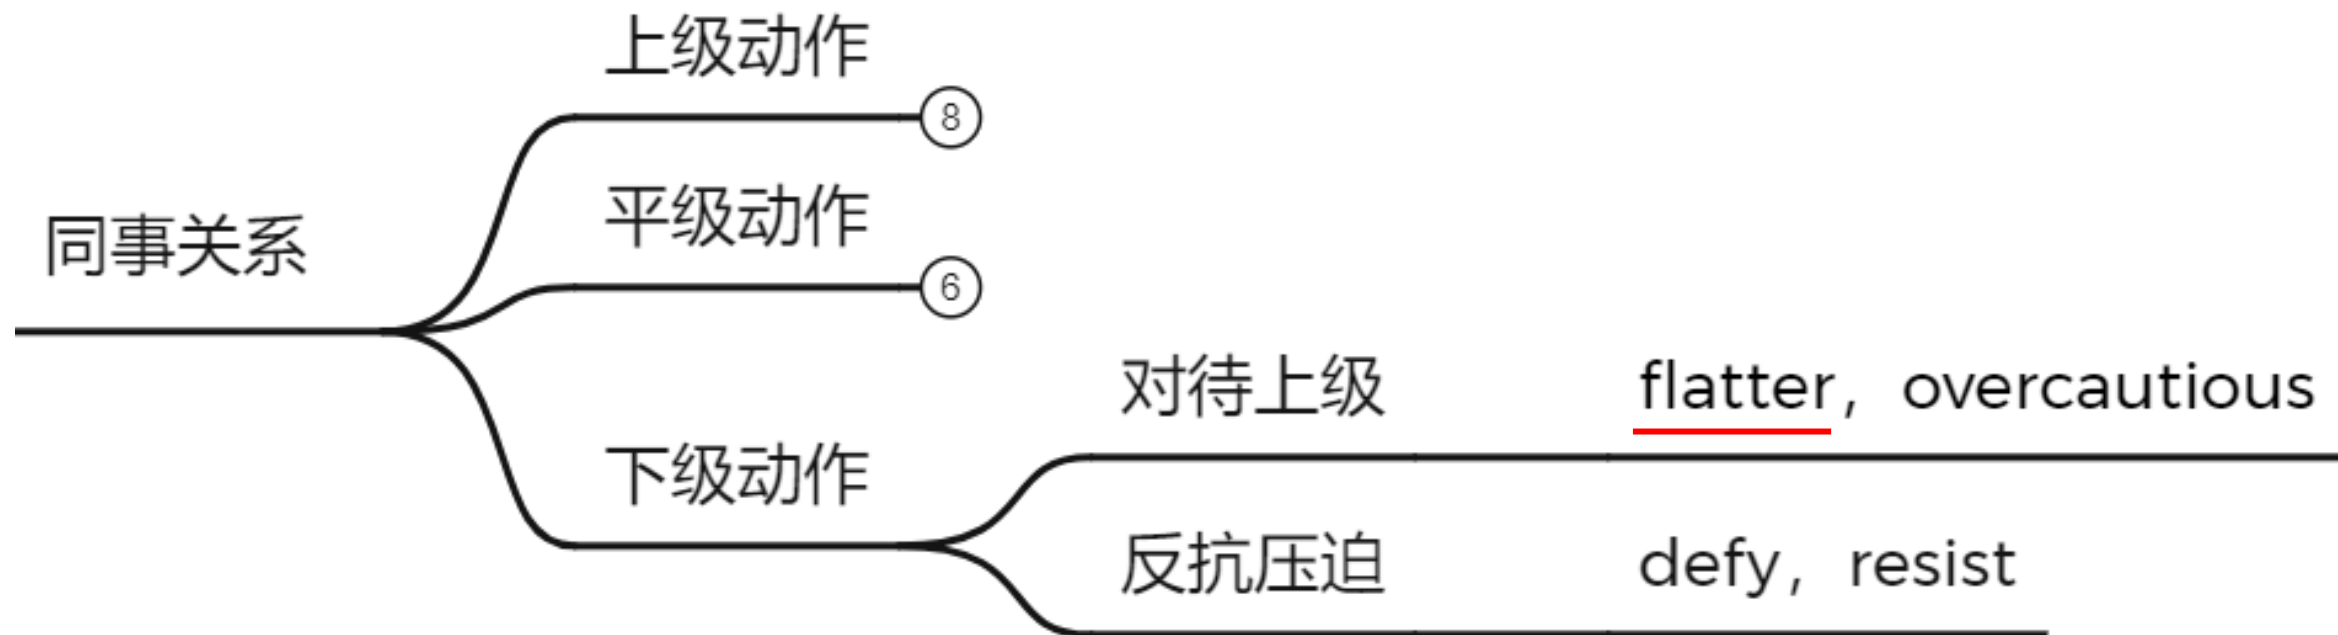 上级动作
8
平级动作
6
同事关系
对待上级
flatter，overcautious
下级动作
反抗压迫
defy，resist